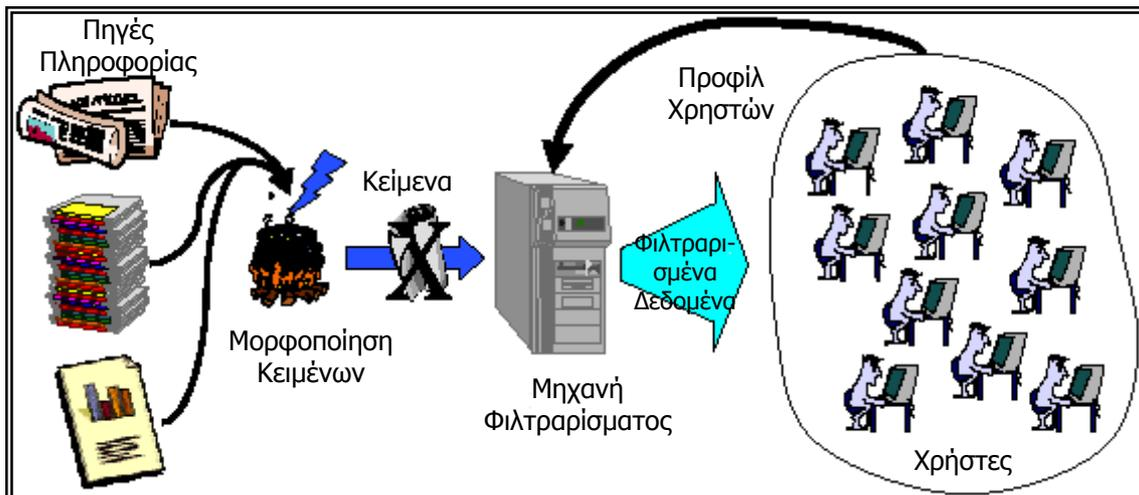 Πηγές
Πληροφορίας
Προφίλ
Χρηστών
Κείμενα
X
Φιλτραρι-
σμένα
Δεδομένα
Μορφοποίηση
Κειμένων
Μηχανή
Φιλτραρίσματος
Χρήστες